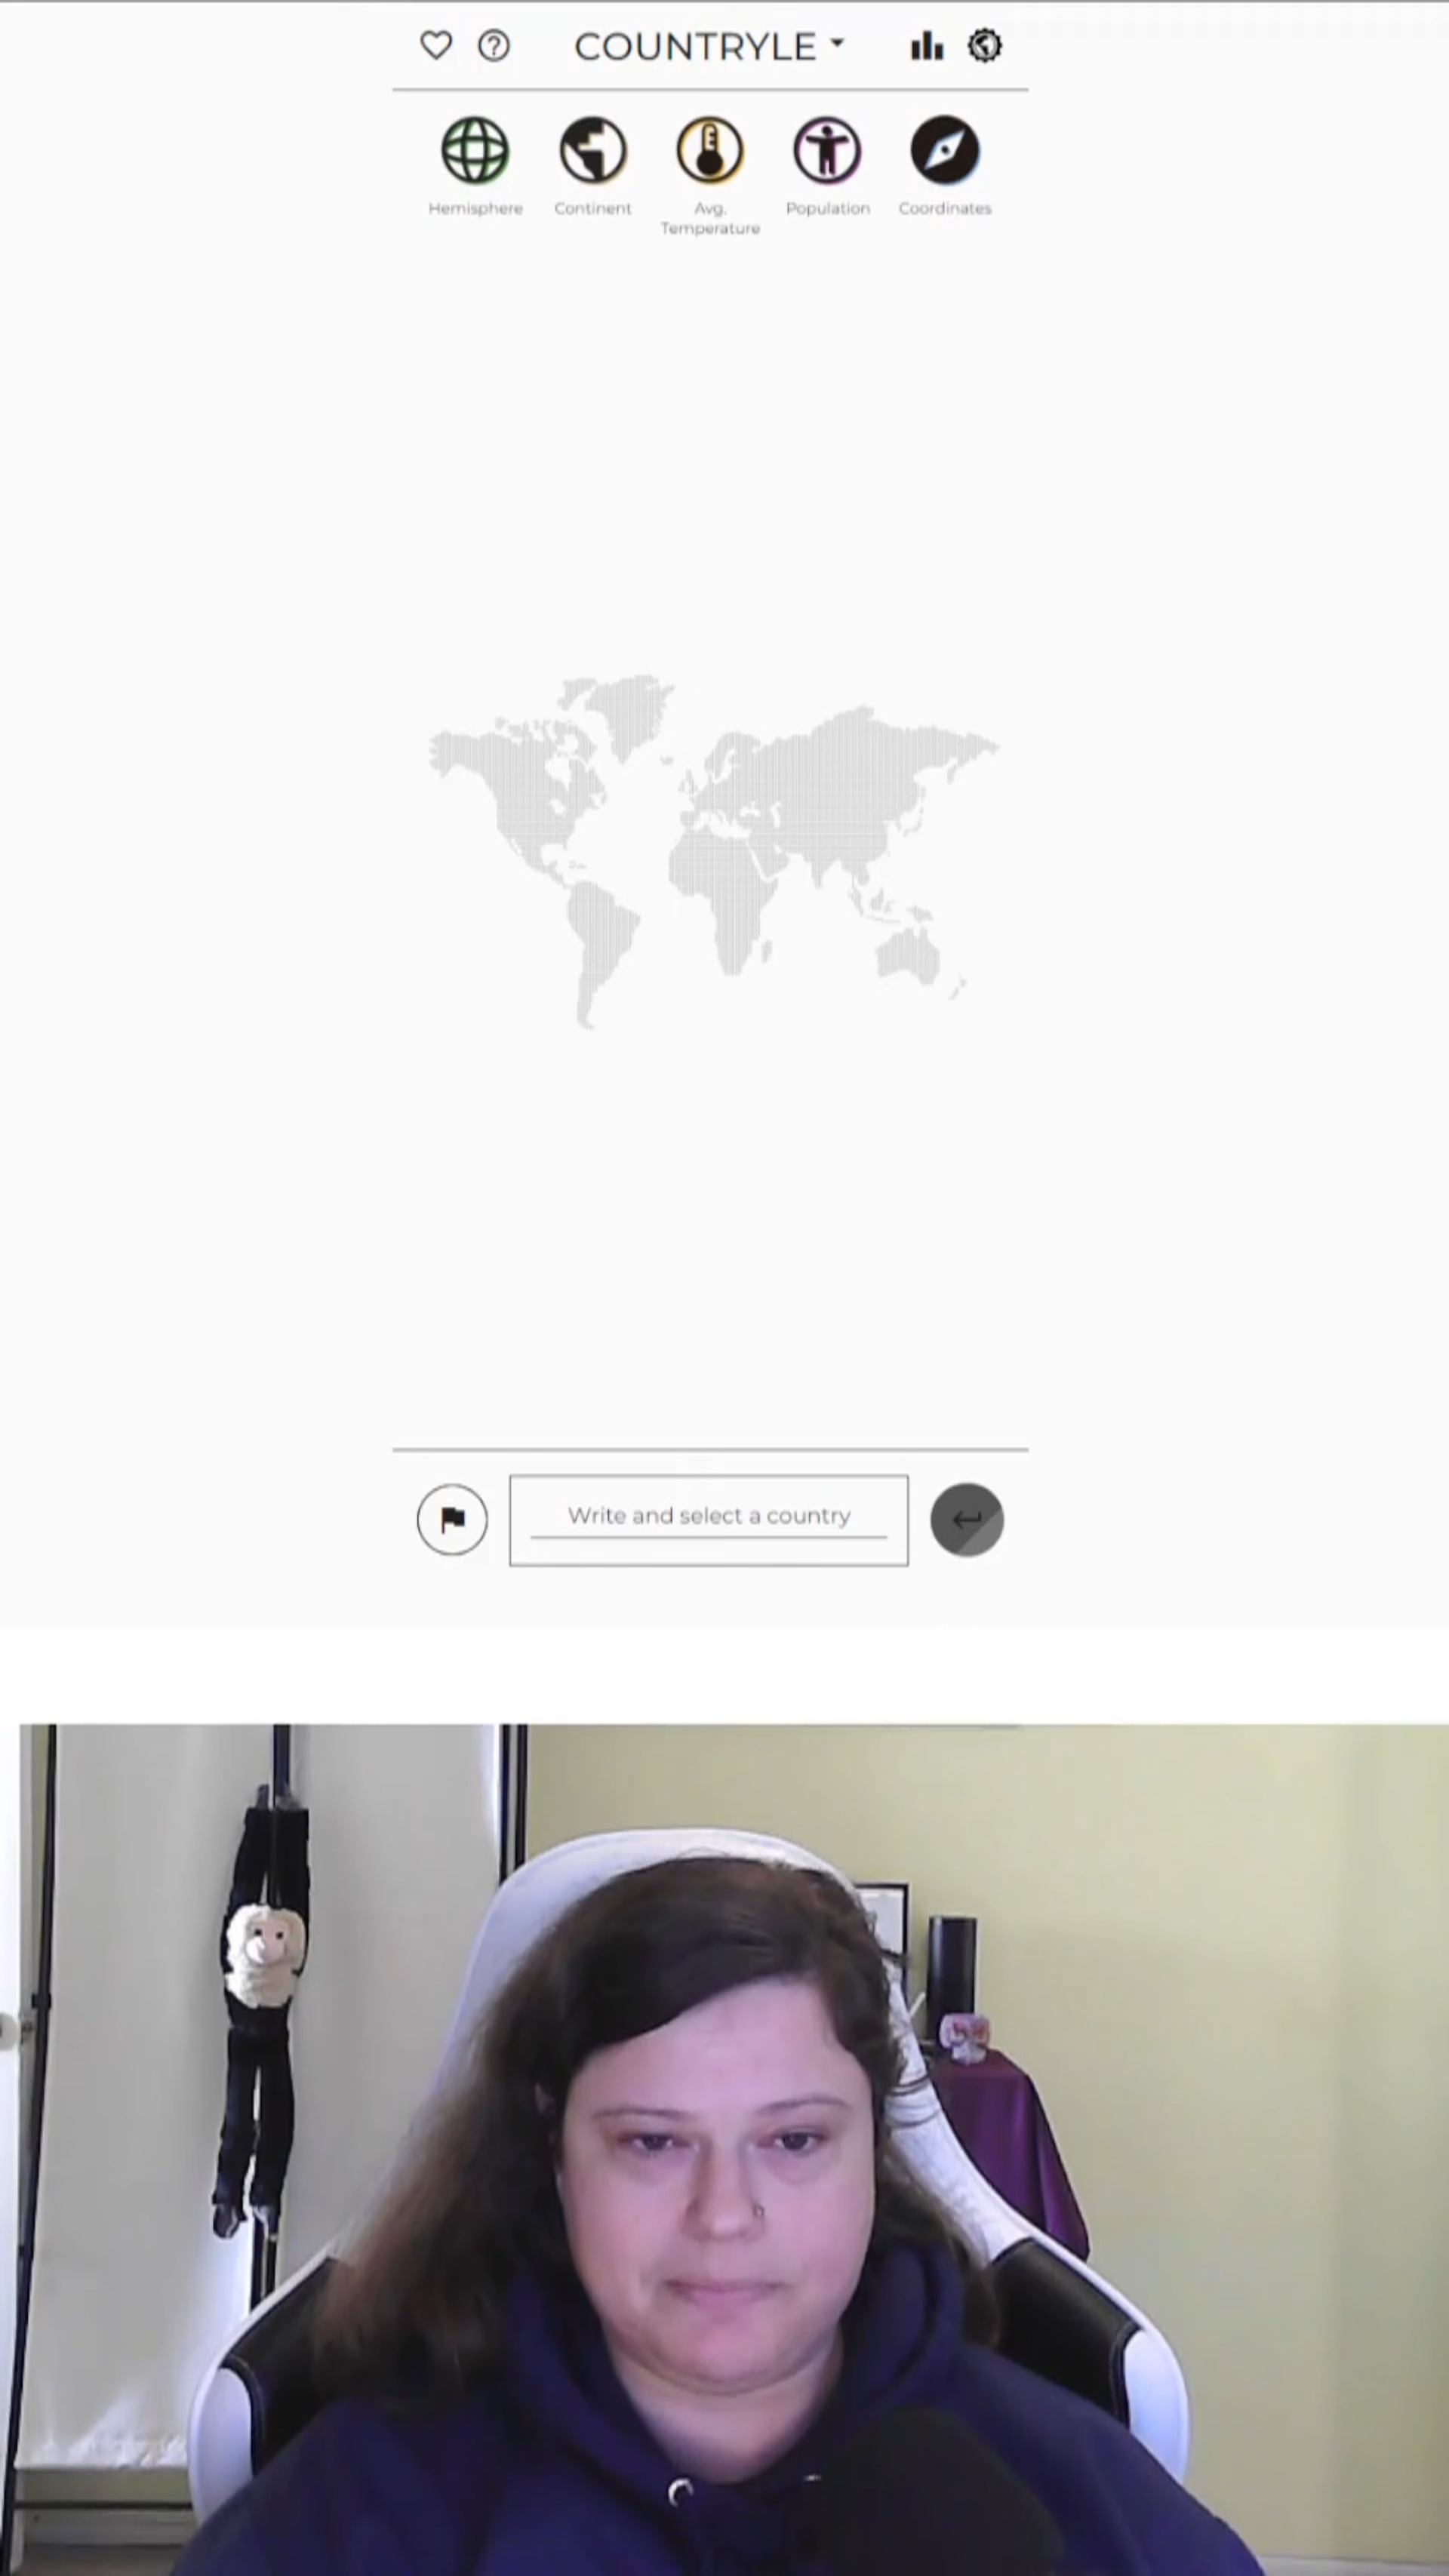 COUNTRYLE
Hemisphere
Continent
Avg.
Temperature
Population
Coordinates
Write and select a country